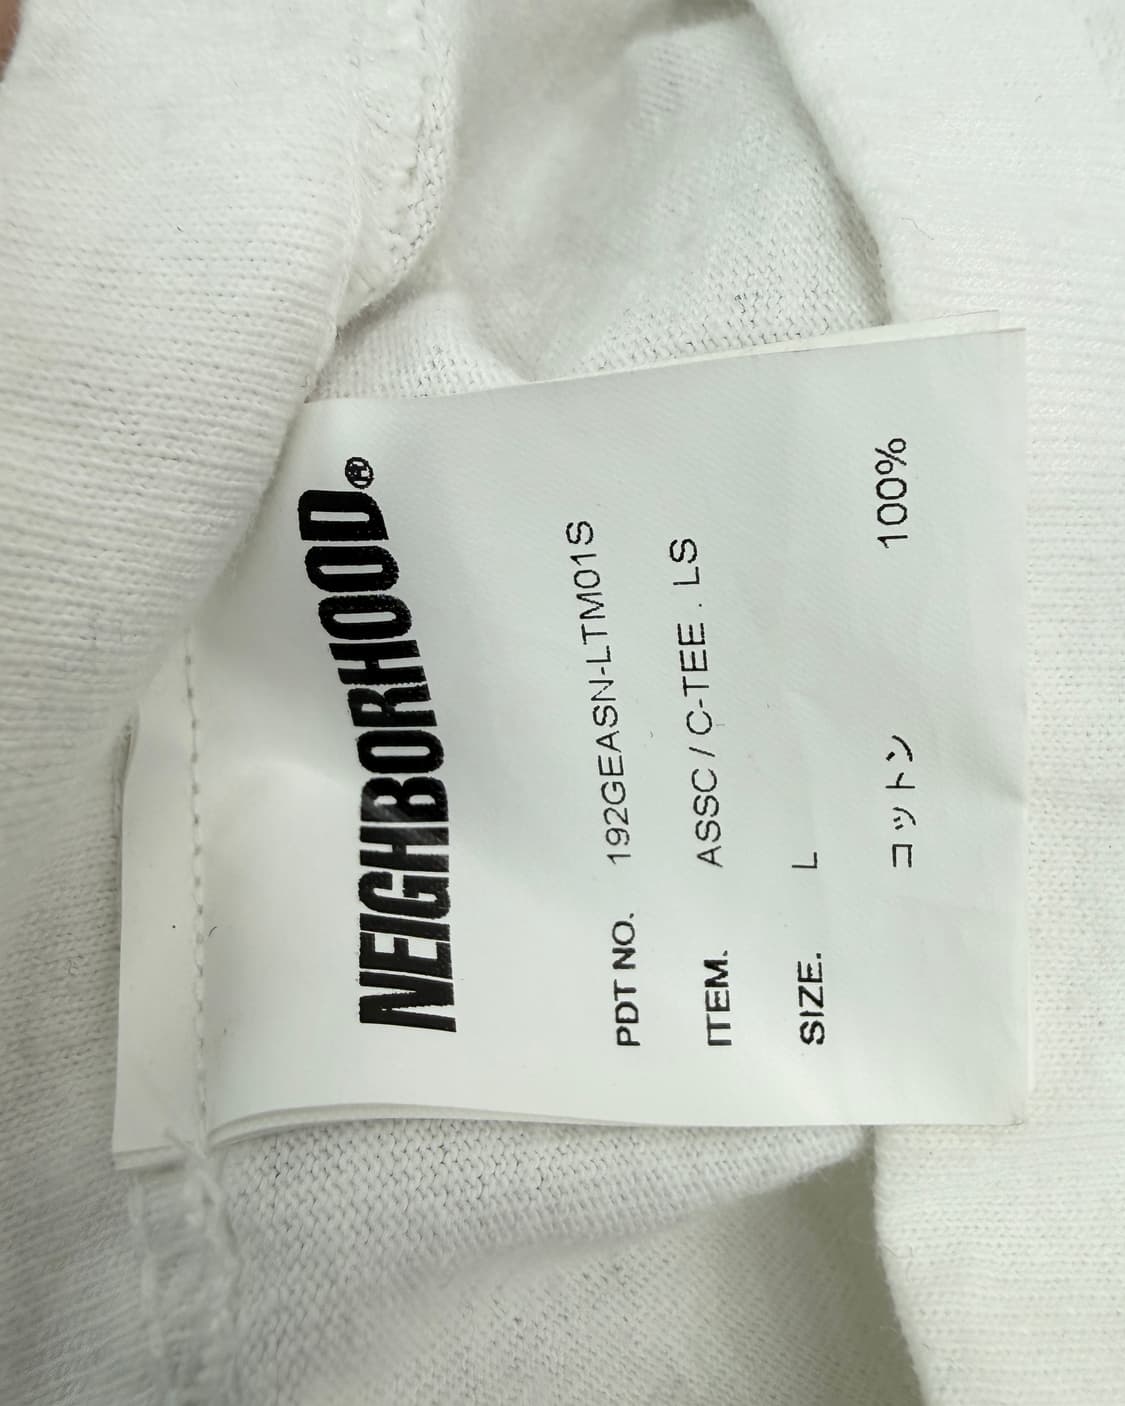 NEIGHBORHOOD®
PDT NO. 192GEASN-LTM01S
ITEM. ASSC / C-TEE . LS
SIZE. L
コットン 100%